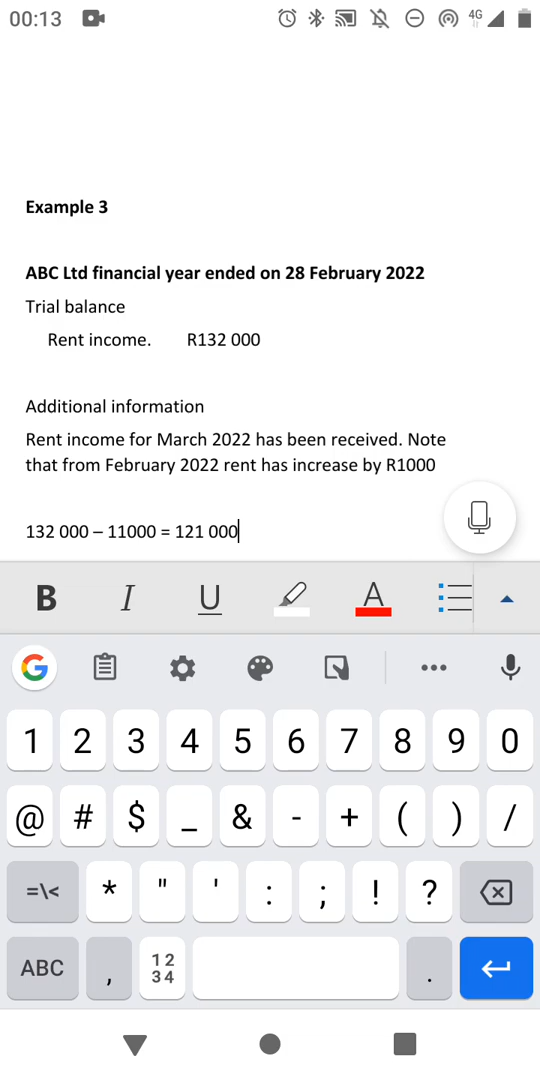 00:13
4G
Example 3
ABC Ltd financial year ended on 28 February 2022
Trial balance
Rent income. R132 000
Additional information
Rent income for March 2022 has been received. Note
that from February 2022 rent has increase by R1000
132 000 – 11000 = 121 000
B I U A
G
1 2 3 4 5 6 7 8 9 0
@ # $ _ & - + ( ) /
=\< * " ' : ; ! ?
ABC , 12 34 .